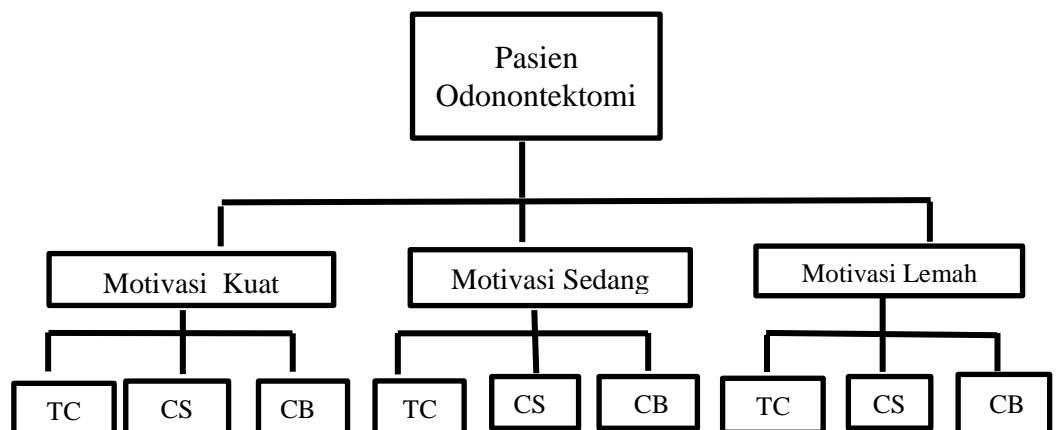 Pasien
Odonontektomi
Motivasi Kuat
Motivasi Sedang
Motivasi Lemah
TC
CS
CB
TC
CS
CB
TC
CS
CB